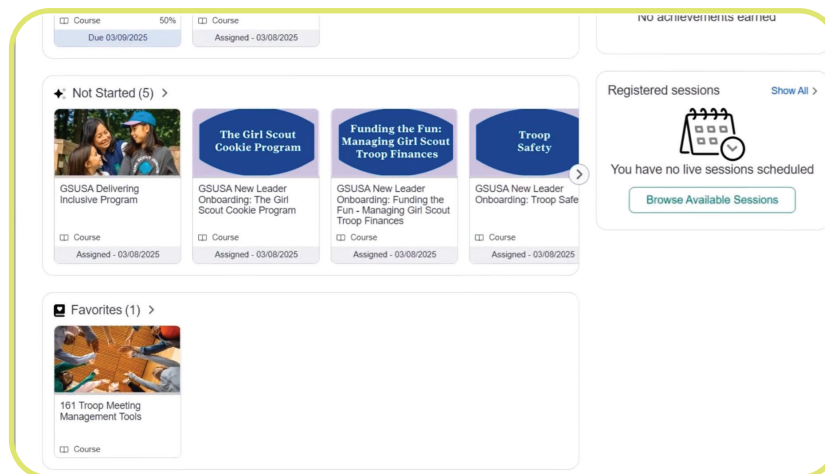 Course 50%
Due 03/09/2025
Course
Assigned - 03/08/2025
No achievements earned
Not Started (5)
The Girl Scout
Cookie Program
Funding the Fun:
Managing Girl Scout
Troop Finances
Troop
Safety
GSUSA Delivering
Inclusive Program
GSUSA New Leader
Onboarding: The Girl
Scout Cookie Program
GSUSA New Leader
Onboarding: Funding the
Fun - Managing Girl Scout
Troop Finances
GSUSA New Leader
Onboarding: Troop Safe
Course
Course
Course
Course
Assigned - 03/08/2025
Assigned - 03/08/2025
Assigned - 03/08/2025
Assigned - 03/08/2025
Registered sessions
Show All
You have no live sessions scheduled
Browse Available Sessions
Favorites (1)
161 Troop Meeting
Management Tools
Course